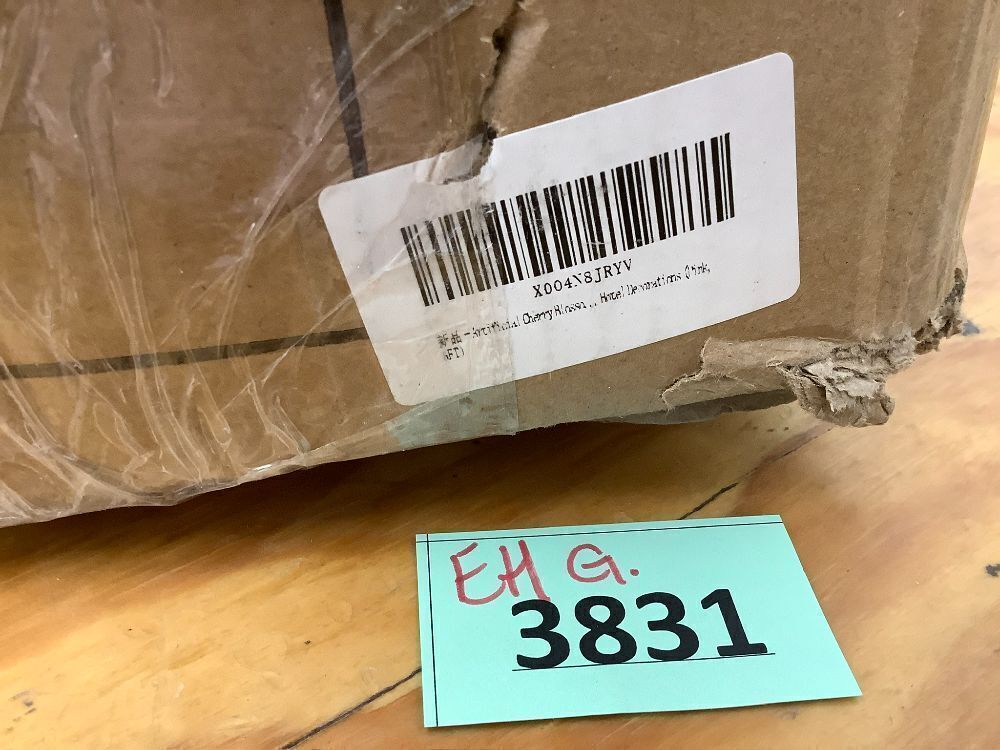 X004N8JRYV
新品 - Artificial Cherry Blosso ... Hotel Decorations (Pink,
6FT)
EH G.
3831